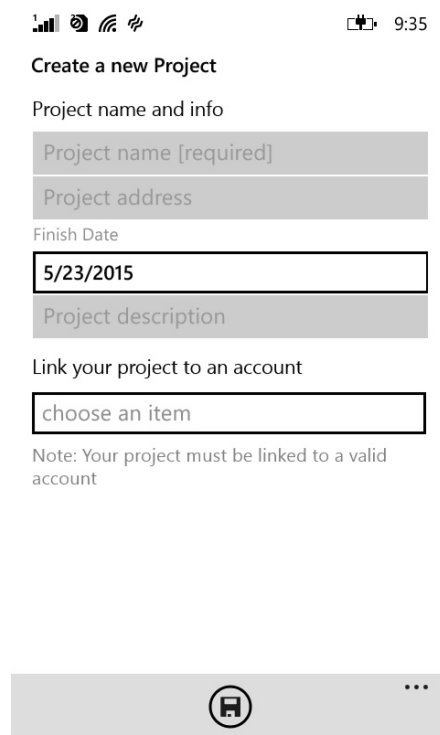 1 9:35
Create a new Project
Project name and info
Project name [required]
Project address
Finish Date
5/23/2015
Project description
Link your project to an account
choose an item
Note: Your project must be linked to a valid
account